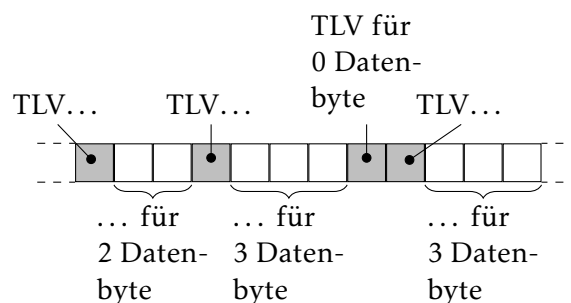 TLV für
0 Daten-
byte
TLV...
TLV...
TLV...
... für
2 Daten-
byte
... für
3 Daten-
byte
... für
3 Daten-
byte